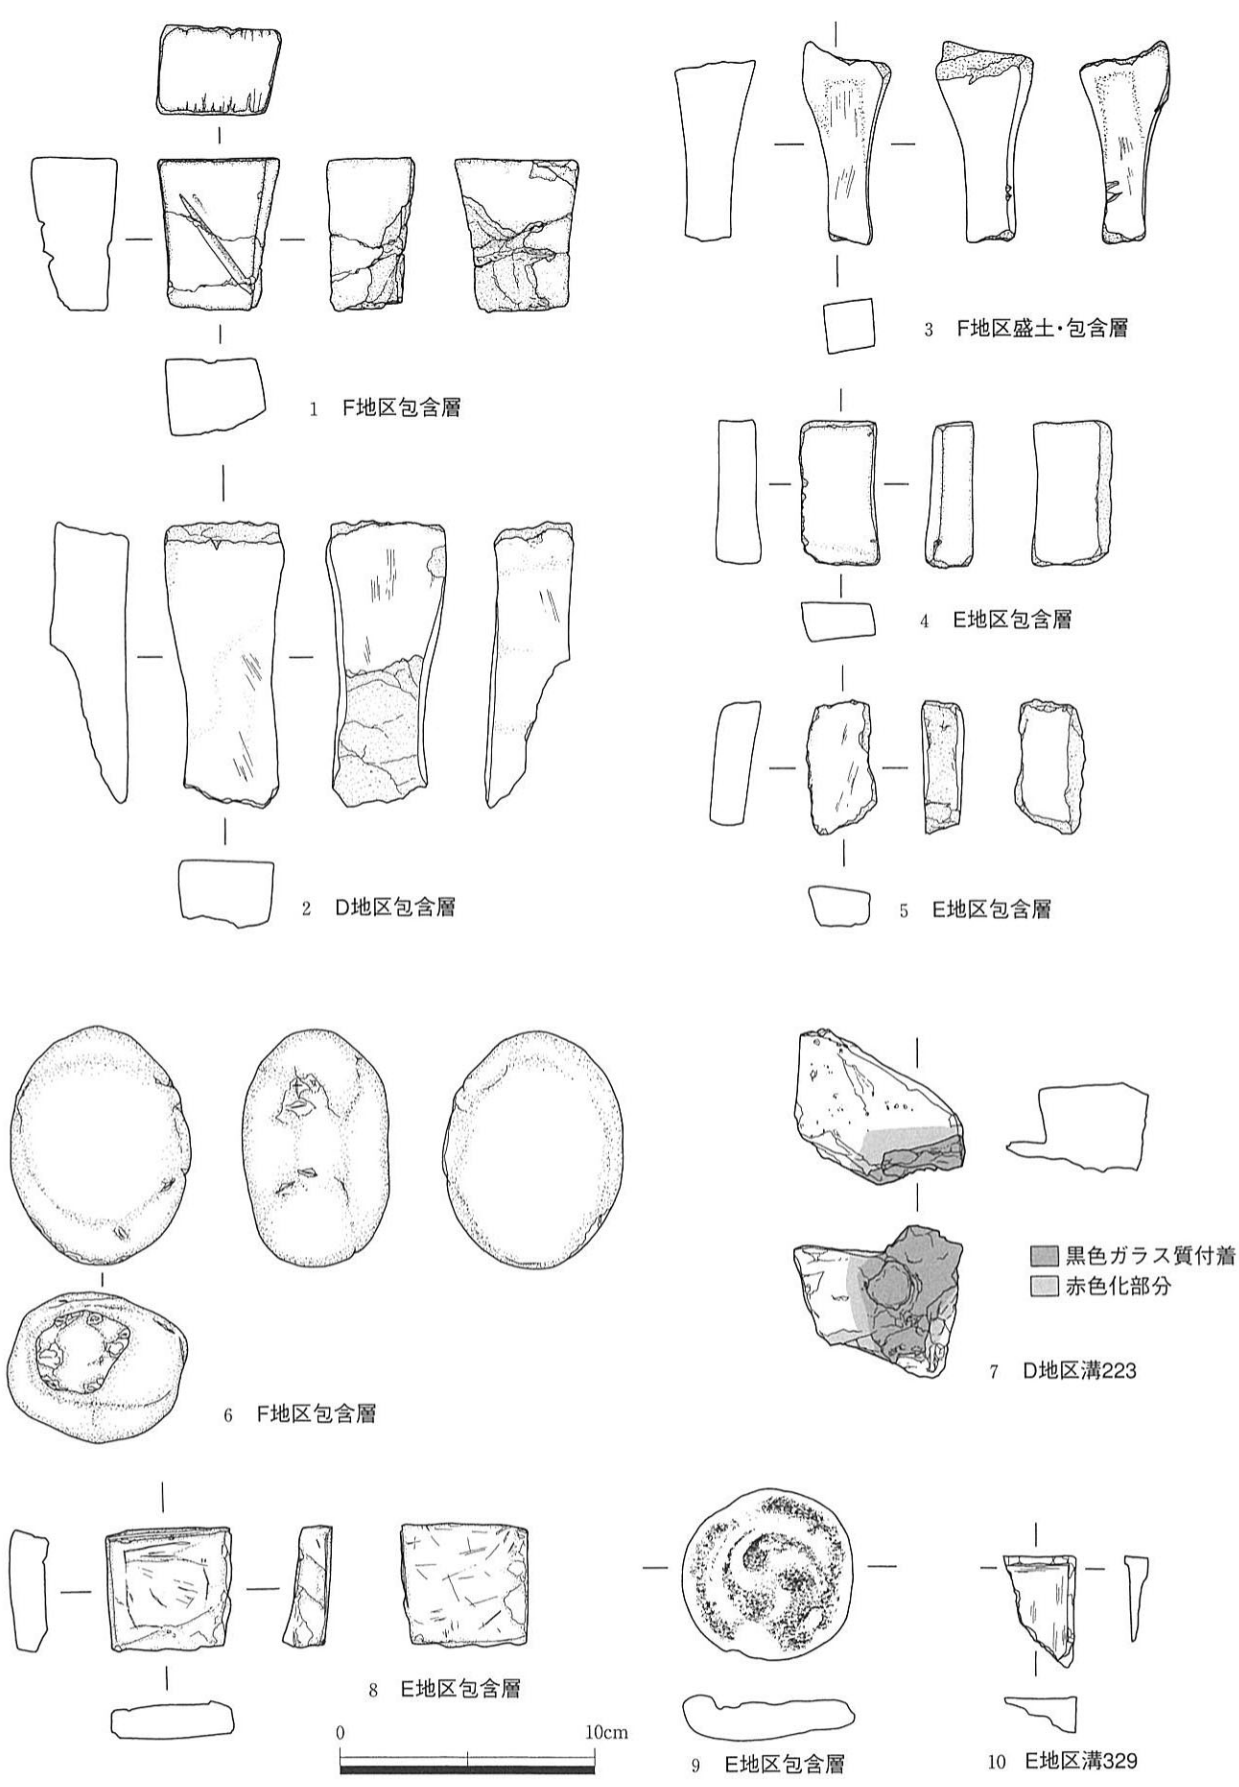 1 F地区包含層
2 D地区包含層
3 F地区盛土・包含層
4 E地区包含層
5 E地区包含層
6 F地区包含層
黒色ガラス質付着
赤色化部分
7 D地区溝223
8 E地区包含層
0 10cm
9 E地区包含層
10 E地区溝329